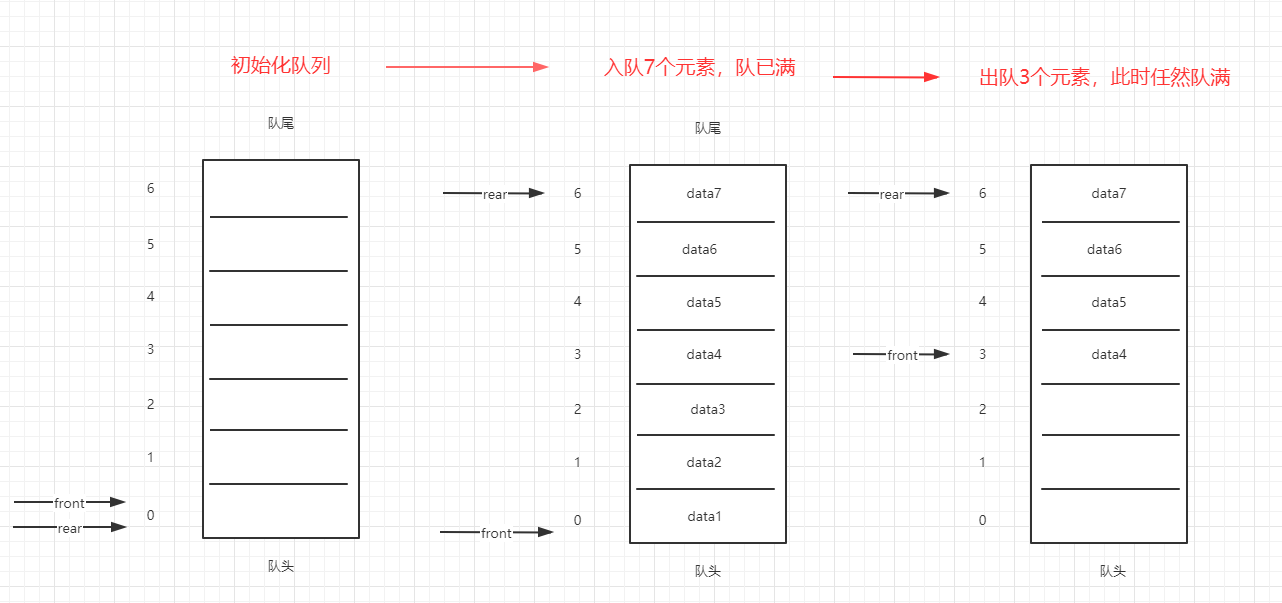 初始化队列
入队7个元素，队已满
出队3个元素，此时任然队满
队尾
6
5
4
3
2
1
0
front
rear
队头
队尾
rear
6
5
4
3
2
1
0
front
data7
data6
data5
data4
data3
data2
data1
队头
rear
front
6
5
4
3
2
1
0
data7
data6
data5
data4
队头